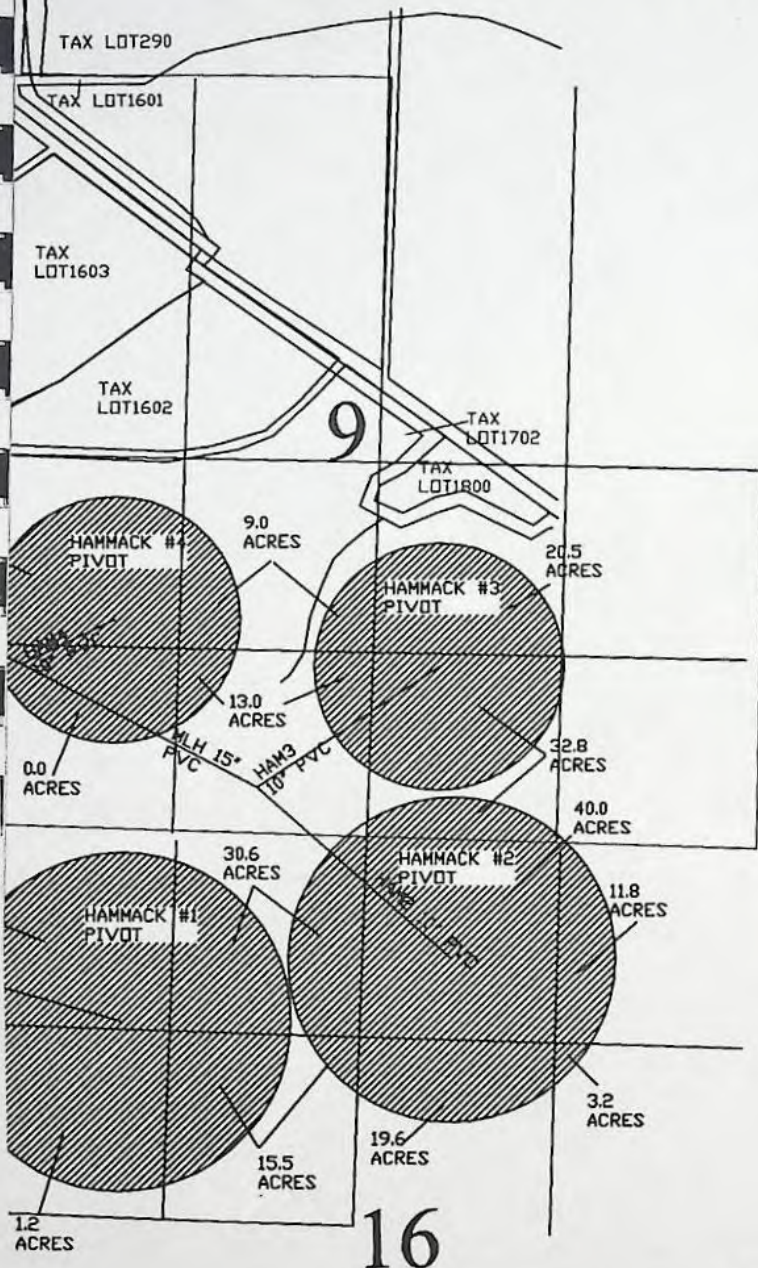 TAX LOT290
TAX LOT1601
TAX
LOT1603
TAX
LOT1602
9
TAX
LOT1702
TAX
LOT1800
9.0
ACRES
HAMMACK #4
PIVOT
20.5
ACRES
HAMMACK #3
PIVOT
13.0
ACRES
MLH 15"
PVC
HAM3
10" PVC
0.0
ACRES
32.8
ACRES
40.0
ACRES
30.6
ACRES
HAMMACK #2
PIVOT
HAM2
PVC
11.8
ACRES
HAMMACK #1
PIVOT
3.2
ACRES
19.6
ACRES
15.5
ACRES
1.2
ACRES
16